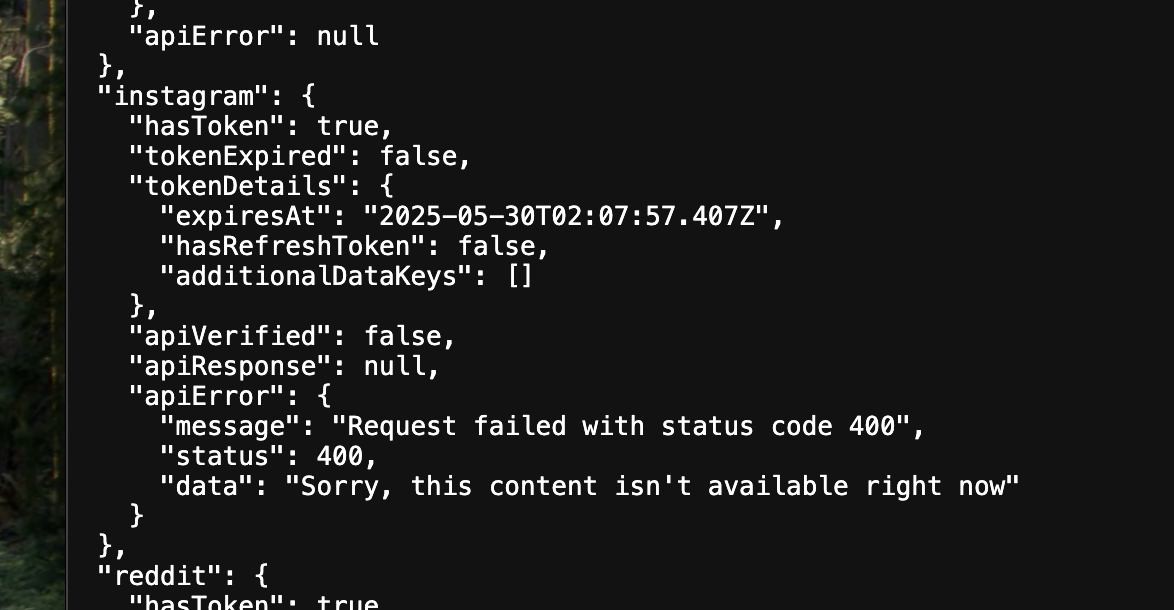 },
"apiError": null
},
"instagram": {
"hasToken": true,
"tokenExpired": false,
"tokenDetails": {
"expiresAt": "2025-05-30T02:07:57.407Z",
"hasRefreshToken": false,
"additionalDataKeys": []
},
"apiVerified": false,
"apiResponse": null,
"apiError": {
"message": "Request failed with status code 400",
"status": 400,
"data": "Sorry, this content isn't available right now"
}
},
"reddit": {
"hasToken": true